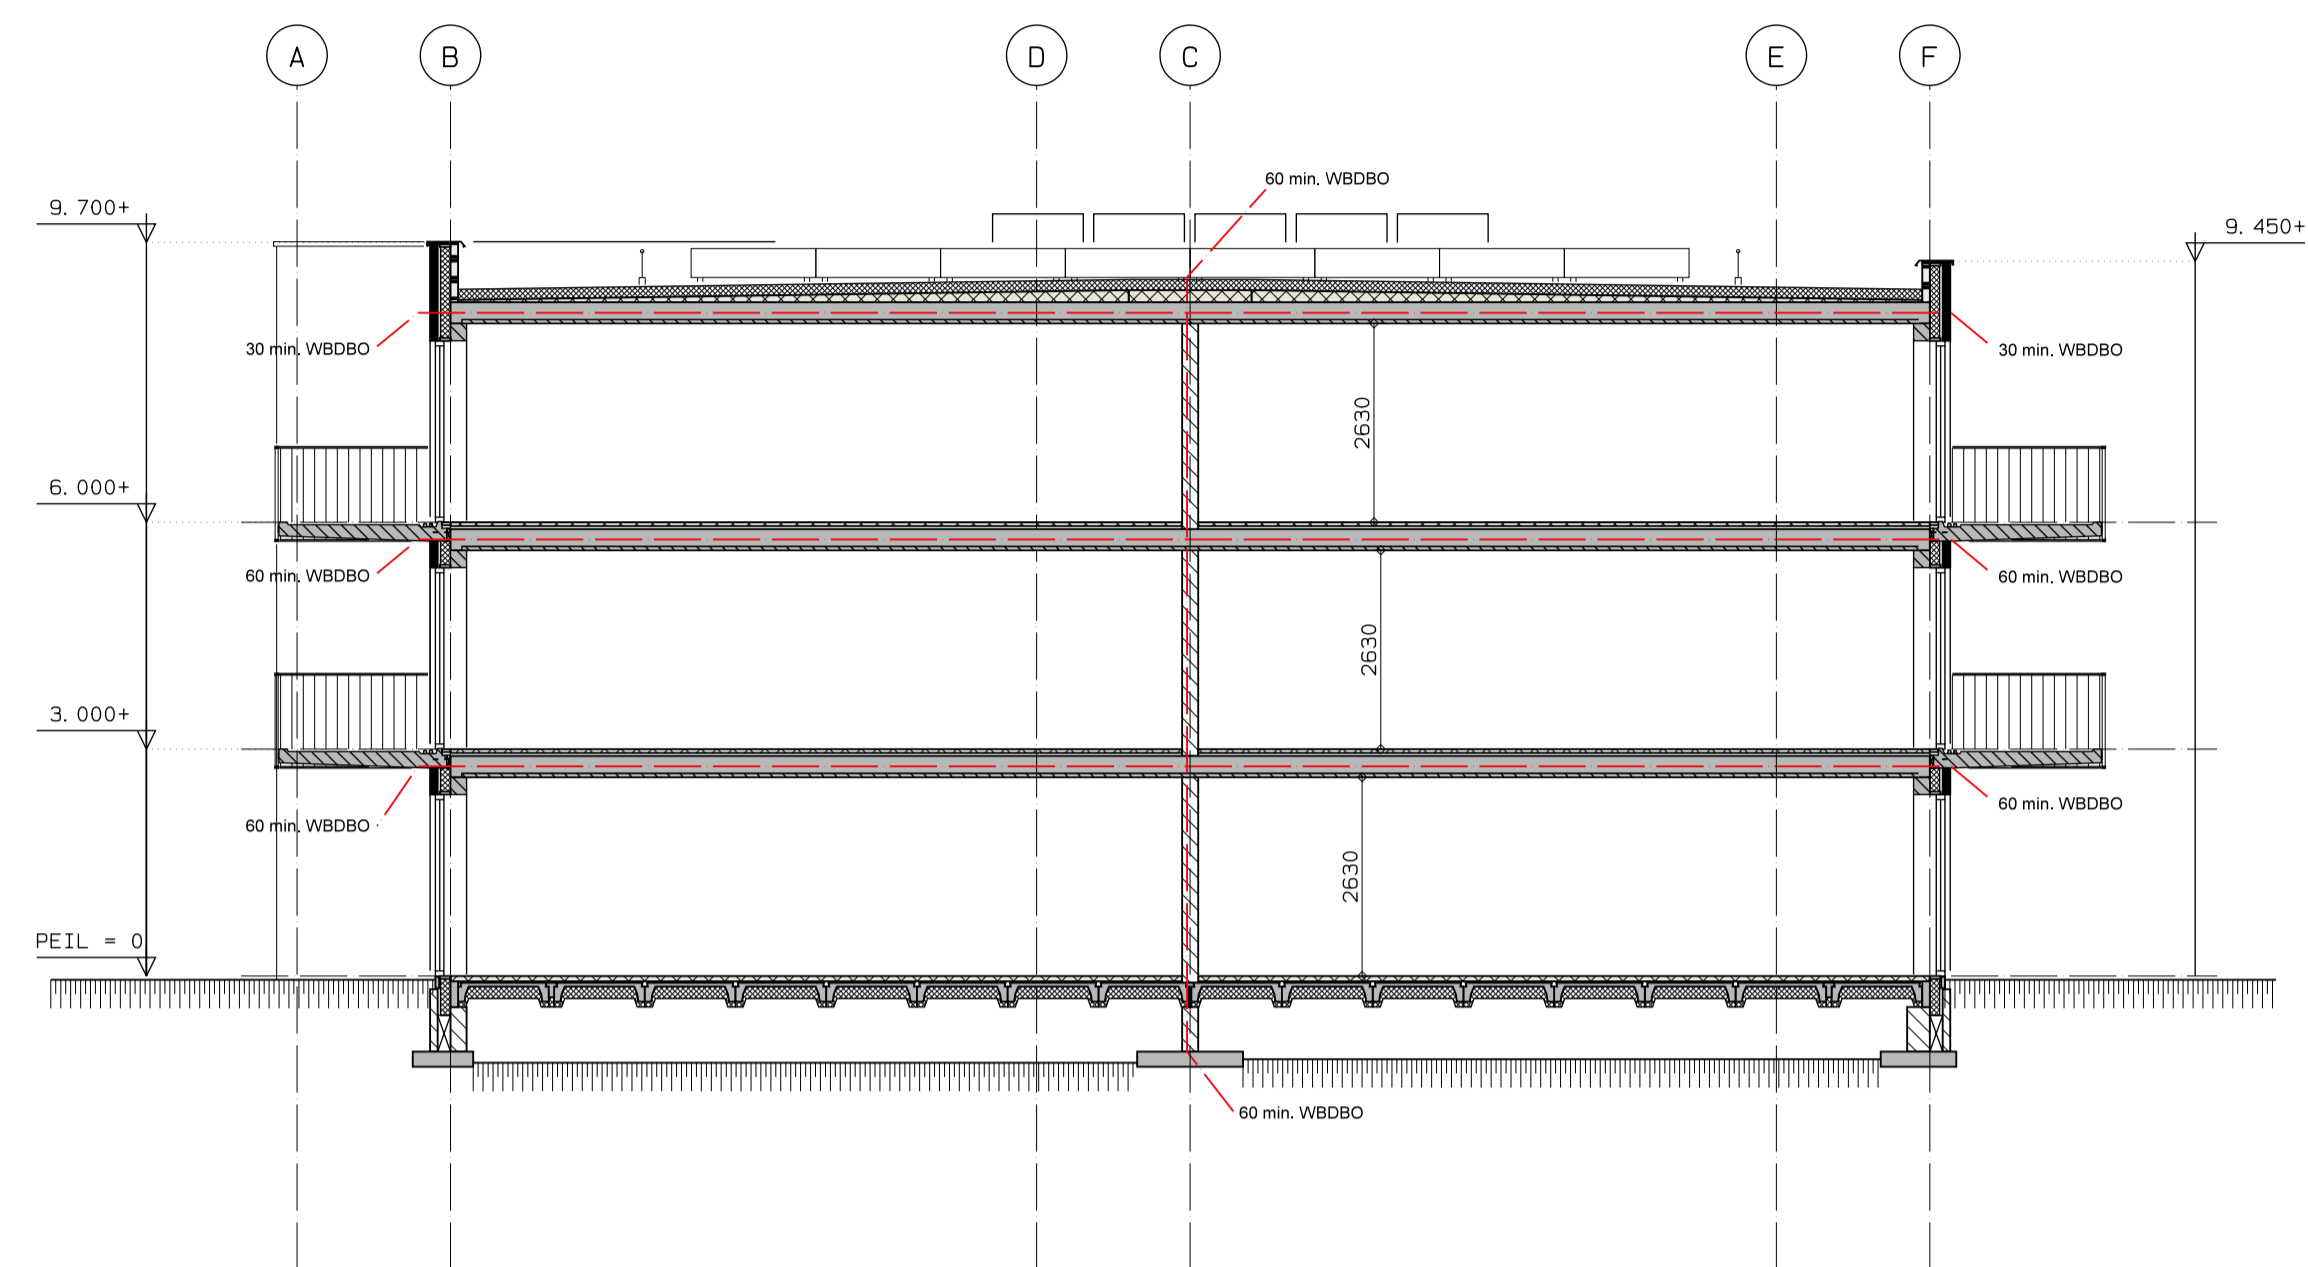 A B D C E F
60 min. WBDBO
9. 700+
9. 450+
30 min. WBDBO
30 min. WBDBO
2630
6. 000+
60 min. WBDBO
60 min. WBDBO
2630
3. 000+
60 min. WBDBO
60 min. WBDBO
2630
PEIL = 0
60 min. WBDBO